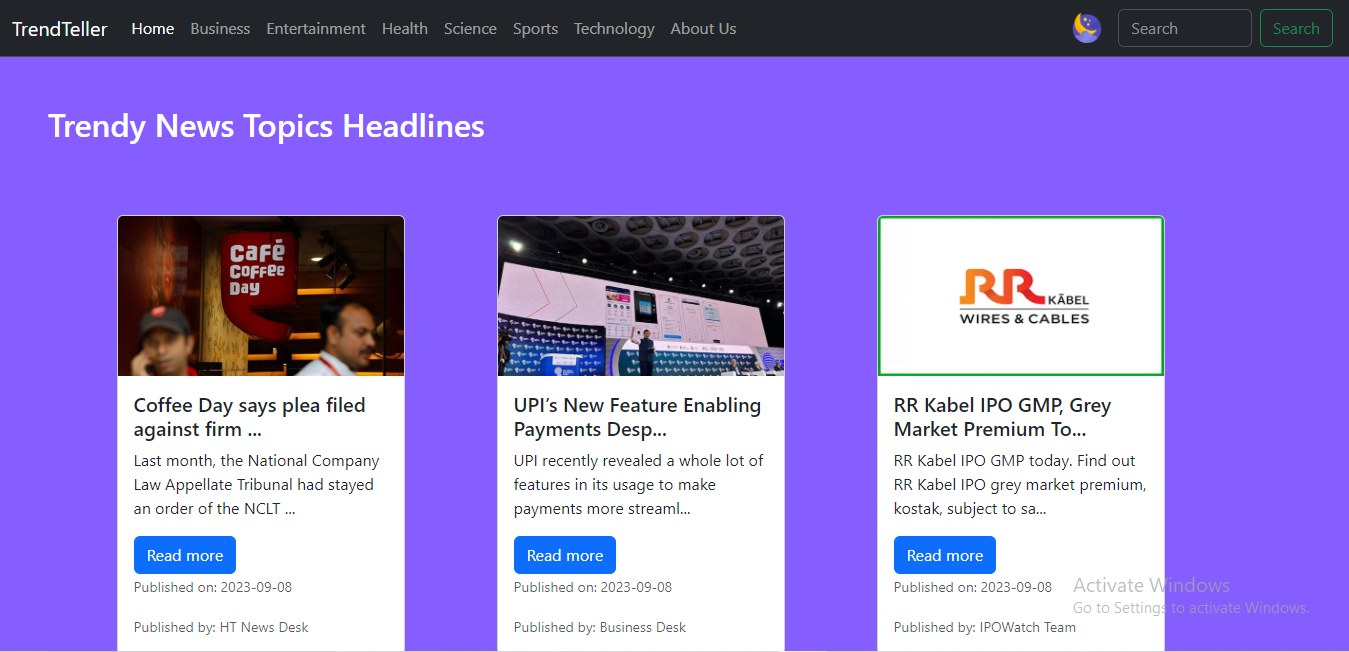 TrendTeller Home Business Entertainment Health Science Sports Technology About Us Search Search
Trendy News Topics Headlines
Café
Coffee
Day
Coffee Day says plea filed
against firm ...
Last month, the National Company
Law Appellate Tribunal had stayed
an order of the NCLT ...
Read more
Published on: 2023-09-08
Published by: HT News Desk
UPI’s New Feature Enabling
Payments Desp...
UPI recently revealed a whole lot of
features in its usage to make
payments more streaml...
Read more
Published on: 2023-09-08
Published by: Business Desk
RR KĀBEL
WIRES & CABLES
RR Kabel IPO GMP, Grey
Market Premium To...
RR Kabel IPO GMP today. Find out
RR Kabel IPO grey market premium,
kostak, subject to sa...
Read more
Published on: 2023-09-08
Published by: IPOWatch Team
Activate Windows
Go to Settings to activate Windows.